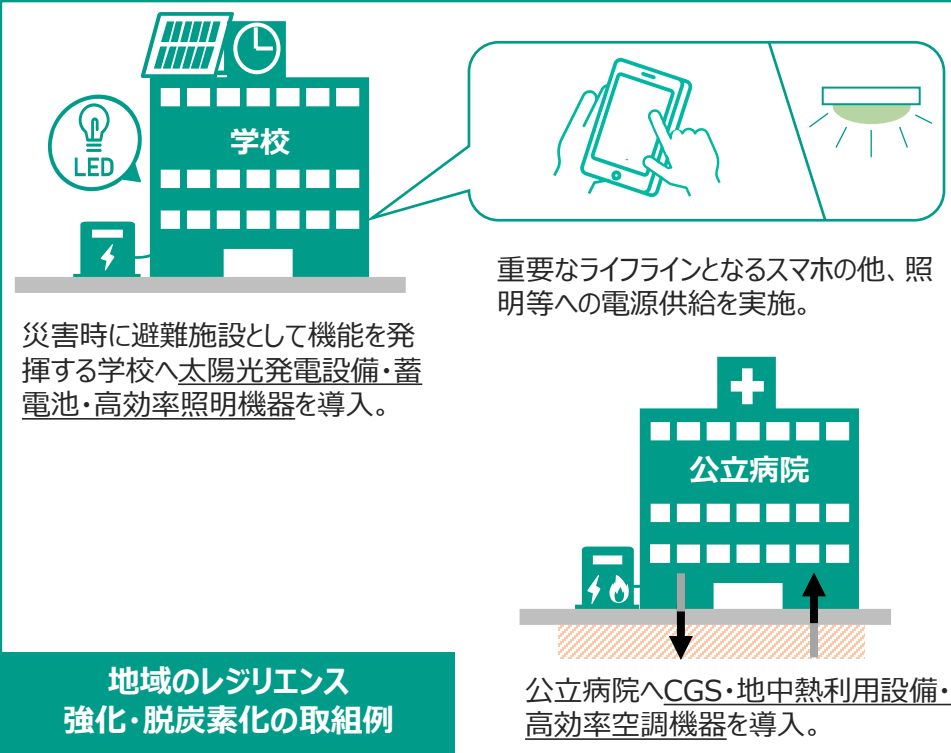 学校
LED
重要なライフラインとなるスマホの他、照
明等への電源供給を実施。
災害時に避難施設として機能を発
揮する学校へ太陽光発電設備・蓄
電池・高効率照明機器を導入。
公立病院
公立病院へCGS・地中熱利用設備・
高効率空調機器を導入。
地域のレジリエンス
強化・脱炭素化の取組例